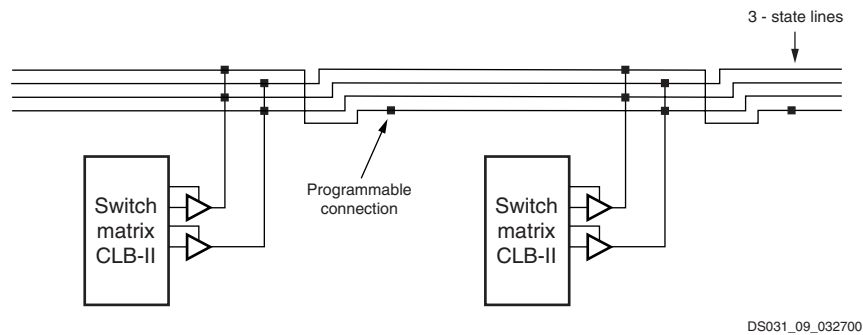 3 - state lines
Programmable
connection
Switch
matrix
CLB-II
Switch
matrix
CLB-II
DS031_09_032700